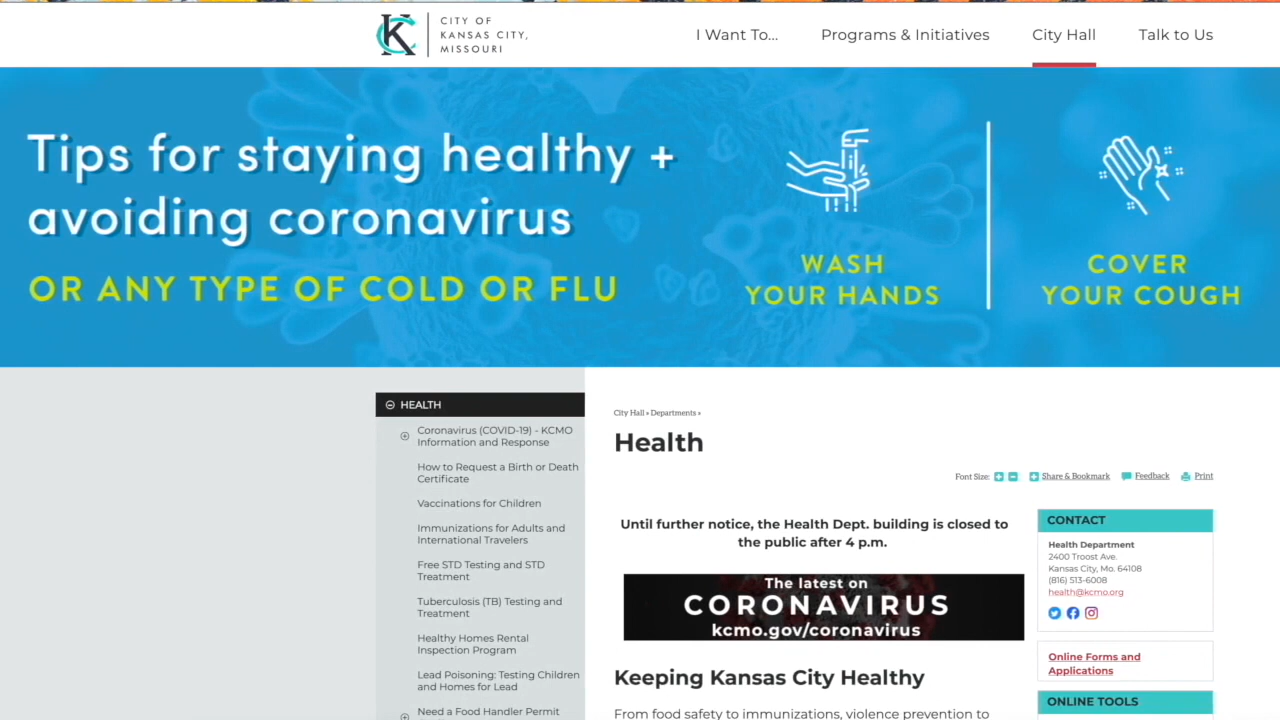 CITY OF
KANSAS CITY,
MISSOURI
I Want To...
Programs & Initiatives
City Hall
Talk to Us
Tips for staying healthy +
avoiding coronavirus
OR ANY TYPE OF COLD OR FLU
WASH
YOUR HANDS
COVER
YOUR COUGH
HEALTH
Coronavirus (COVID-19) - KCMO
Information and Response
How to Request a Birth or Death
Certificate
Vaccinations for Children
Immunizations for Adults and
International Travelers
Free STD Testing and STD
Treatment
Tuberculosis (TB) Testing and
Treatment
Healthy Homes Rental
Inspection Program
Lead Poisoning: Testing Children
and Homes for Lead
Need a Food Handler Permit
City Hall » Departments »
Health
Font Size:
Share & Bookmark
Feedback
Print
Until further notice, the Health Dept. building is closed to
the public after 4 p.m.
The latest on
CORONAVIRUS
kcmo.gov/coronavirus
Keeping Kansas City Healthy
From food safety to immunizations, violence prevention to
CONTACT
Health Department
2400 Troost Ave.
Kansas City, Mo. 64108
(816) 513-6008
health@kcmo.org
Online Forms and
Applications
ONLINE TOOLS